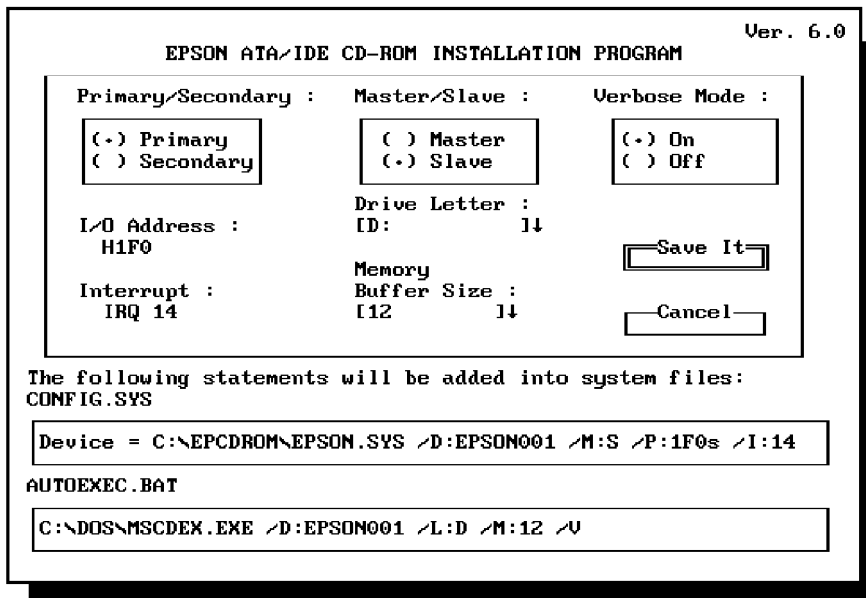 Ver. 6.0
EPSON ATA/IDE CD-ROM INSTALLATION PROGRAM
Primary/Secondary : Master/Slave : Verbose Mode :
(·) Primary ( ) Master (·) On
( ) Secondary (·) Slave ( ) Off
Drive Letter :
I/O Address : [D: ]↓
H1F0
Save It
Memory
Interrupt : Buffer Size :
IRQ 14 [12 ]↓ Cancel
The following statements will be added into system files:
CONFIG.SYS
Device = C:\EPCDROM\EPSON.SYS /D:EPSON001 /M:S /P:1F0s /I:14
AUTOEXEC.BAT
C:\DOS\MSCDEX.EXE /D:EPSON001 /L:D /M:12 /V